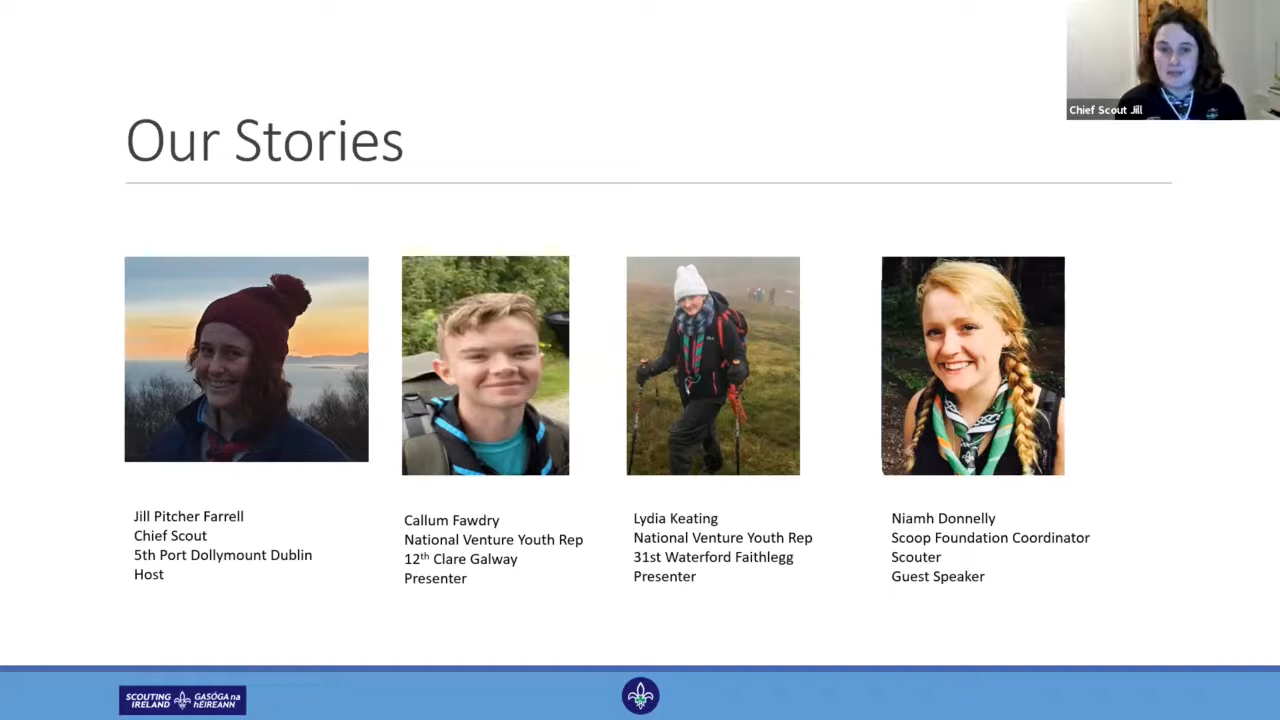 Chief Scout Jill
Our Stories
Jill Pitcher Farrell
Chief Scout
5th Port Dollymount Dublin
Host
Callum Fawdry
National Venture Youth Rep
12th Clare Galway
Presenter
Lydia Keating
National Venture Youth Rep
31st Waterford Faithlegg
Presenter
Niamh Donnelly
Scoop Foundation Coordinator
Scouter
Guest Speaker
SCOUTING IRELAND
GASÓGA na hÉIREANN